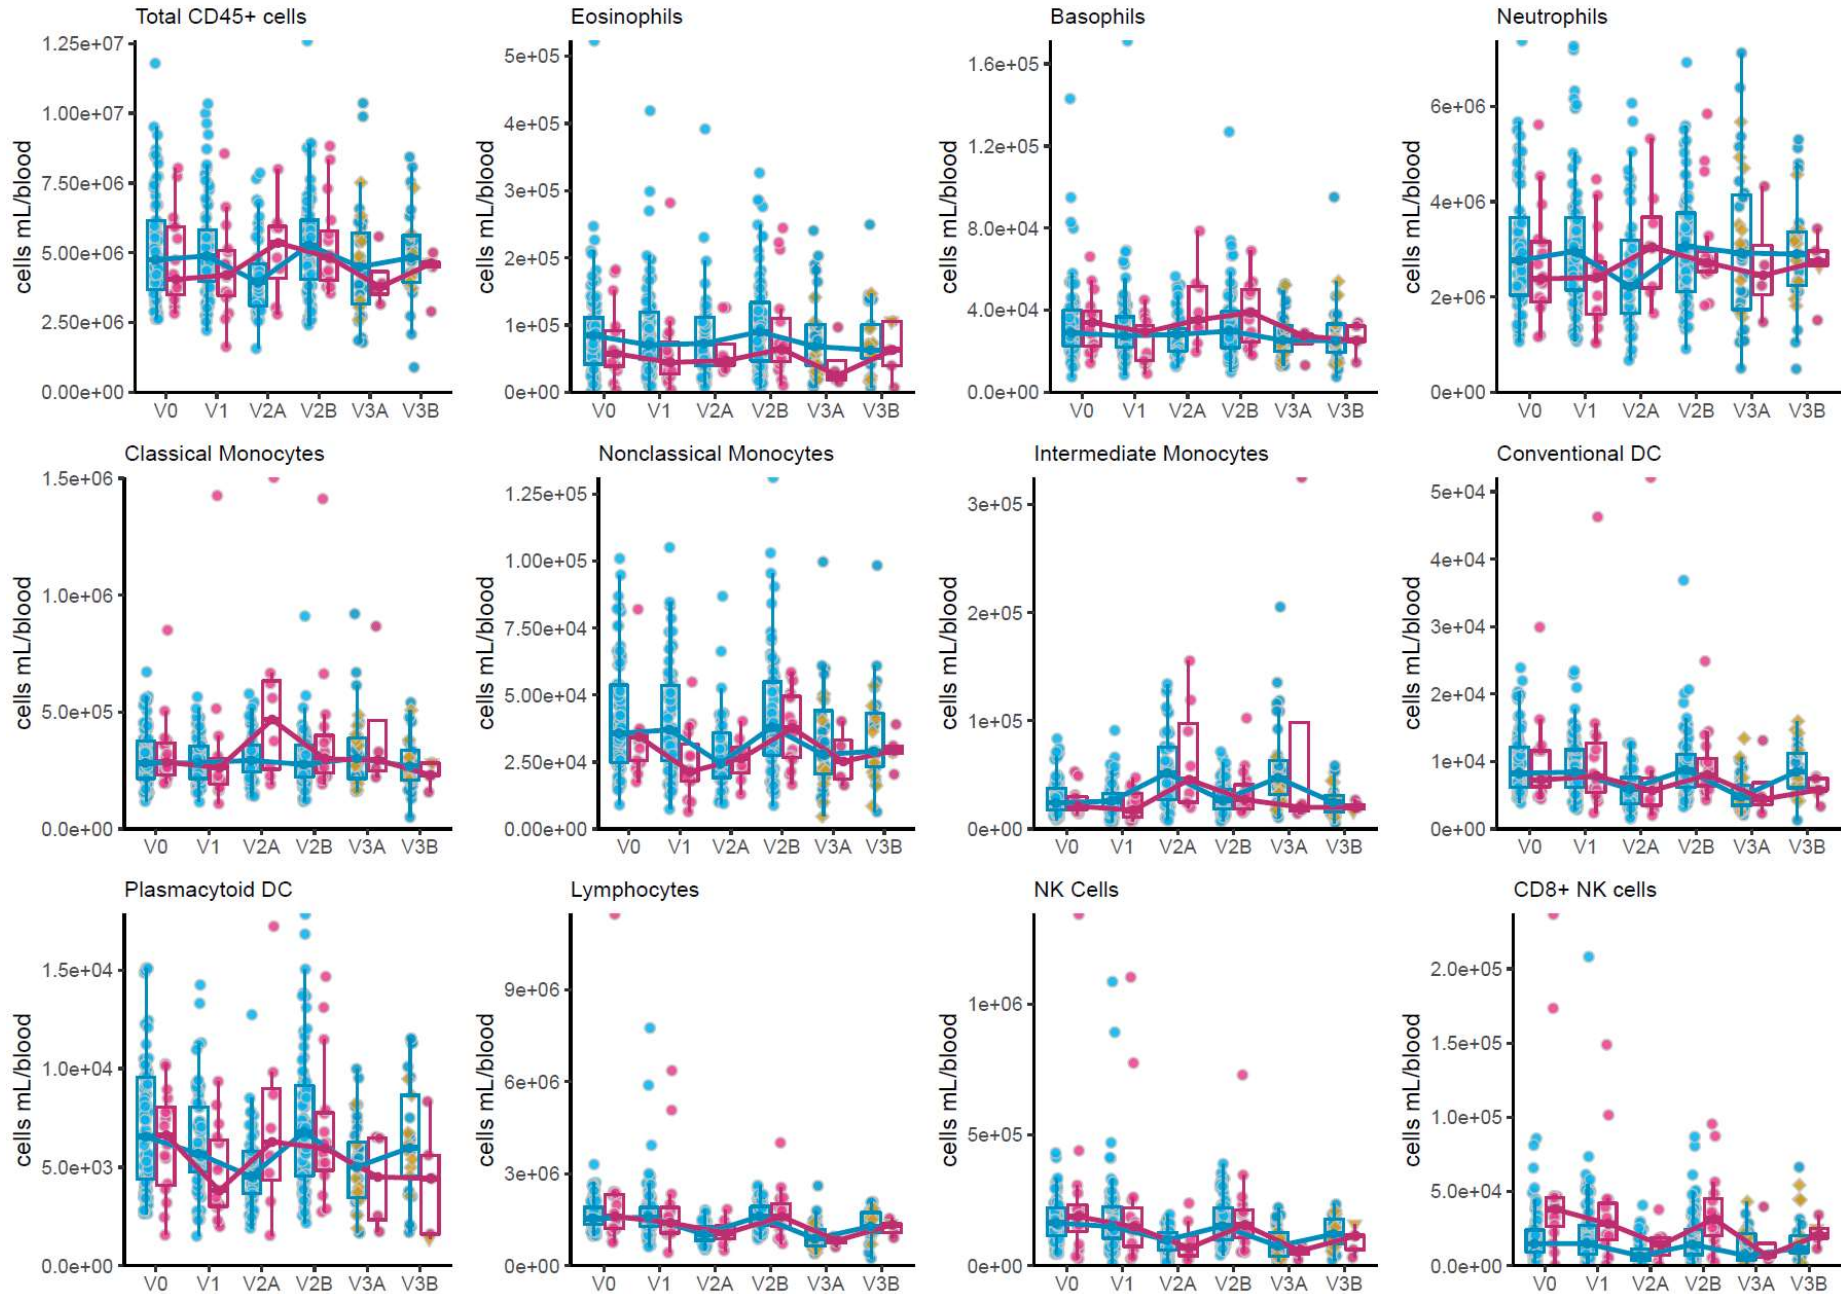 Total CD45+ cells
cells mL/blood
1.25e+07
1.00e+07
7.50e+06
5.00e+06
2.50e+06
0.00e+00
V0 V1 V2A V2B V3A V3B
Eosinophils
cells mL/blood
5e+05
4e+05
3e+05
2e+05
1e+05
0e+00
V0 V1 V2A V2B V3A V3B
Basophils
cells mL/blood
1.6e+05
1.2e+05
8.0e+04
4.0e+04
0.0e+00
V0 V1 V2A V2B V3A V3B
Neutrophils
cells mL/blood
6e+06
4e+06
2e+06
0e+00
V0 V1 V2A V2B V3A V3B
Classical Monocytes
cells mL/blood
1.5e+06
1.0e+06
5.0e+05
0.0e+00
V0 V1 V2A V2B V3A V3B
Nonclassical Monocytes
cells mL/blood
1.25e+05
1.00e+05
7.50e+04
5.00e+04
2.50e+04
0.00e+00
V0 V1 V2A V2B V3A V3B
Intermediate Monocytes
cells mL/blood
3e+05
2e+05
1e+05
0e+00
V0 V1 V2A V2B V3A V3B
Conventional DC
cells mL/blood
5e+04
4e+04
3e+04
2e+04
1e+04
0e+00
V0 V1 V2A V2B V3A V3B
Plasmacytoid DC
cells mL/blood
1.5e+04
1.0e+04
5.0e+03
0.0e+00
V0 V1 V2A V2B V3A V3B
Lymphocytes
cells mL/blood
9e+06
6e+06
3e+06
0e+00
V0 V1 V2A V2B V3A V3B
NK Cells
cells mL/blood
1e+06
5e+05
0e+00
V0 V1 V2A V2B V3A V3B
CD8+ NK cells
cells mL/blood
2.0e+05
1.5e+05
1.0e+05
5.0e+04
0.0e+00
V0 V1 V2A V2B V3A V3B